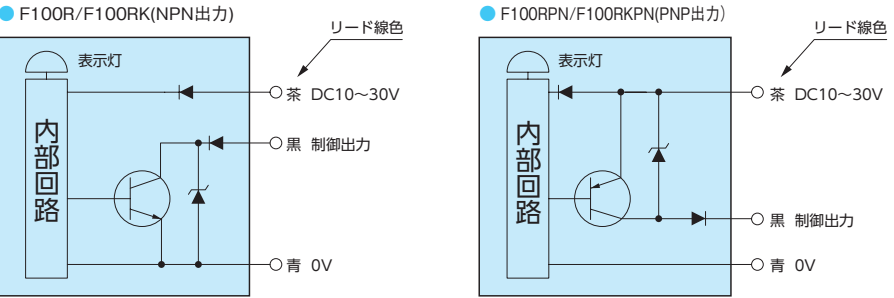 F100R/F100RK(NPN出力)
リード線色
表示灯
内部回路
茶 DC10〜30V
黒 制御出力
青 0V
F100RPN/F100RKPN(PNP出力)
リード線色
表示灯
内部回路
茶 DC10〜30V
黒 制御出力
青 0V